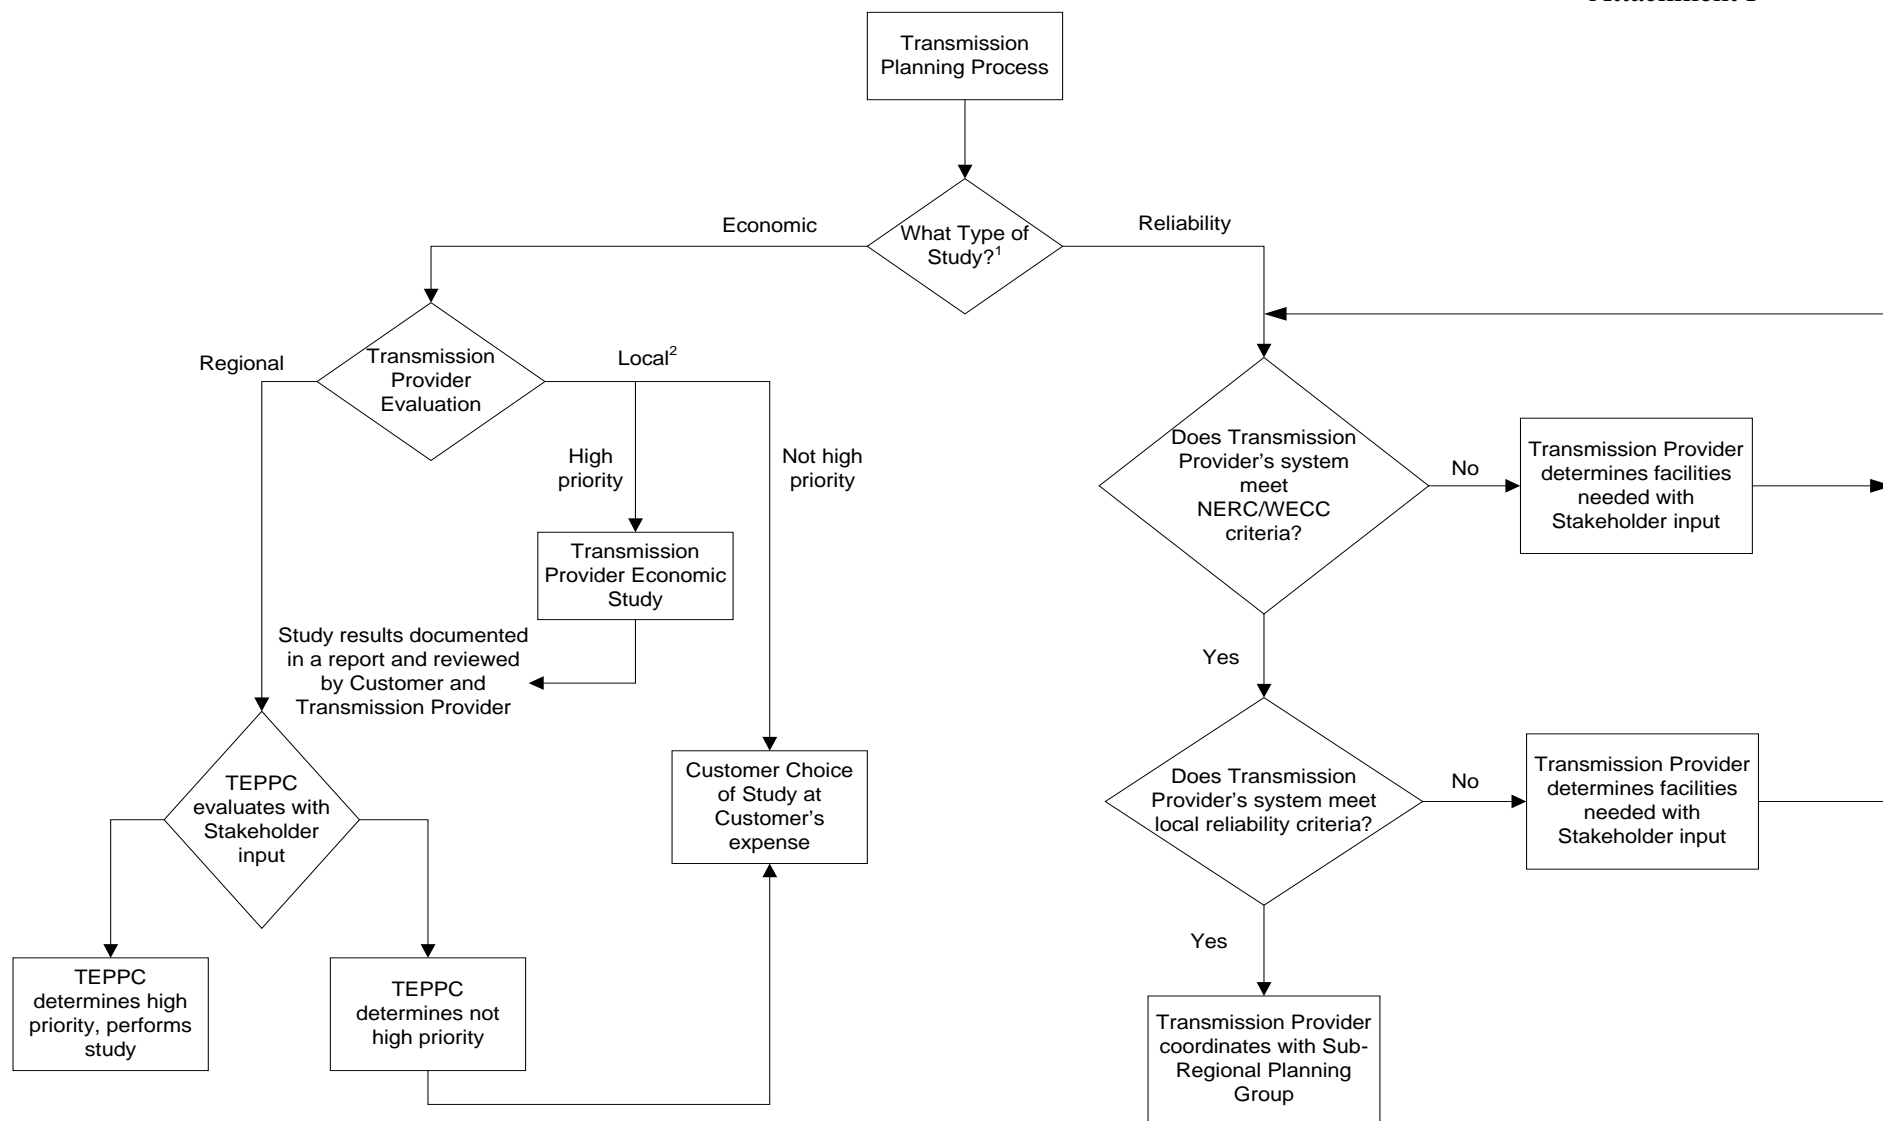 Transmission
Planning Process
Economic
Reliability
What Type of
Study?¹
Regional
Transmission
Provider
Evaluation
Local²
High
priority
Not high
priority
Transmission
Provider Economic
Study
Study results documented
in a report and reviewed
by Customer and
Transmission Provider
TEPPC
evaluates with
Stakeholder
input
Customer Choice
of Study at
Customer's
expense
TEPPC
determines high
priority, performs
study
TEPPC
determines not
high priority
Does Transmission
Provider's system
meet
NERC/WECC
criteria?
No
Transmission Provider
determines facilities
needed with
Stakeholder input
Yes
Does Transmission
Provider's system meet
local reliability criteria?
No
Transmission Provider
determines facilities
needed with
Stakeholder input
Yes
Transmission Provider
coordinates with Sub-
Regional Planning
Group